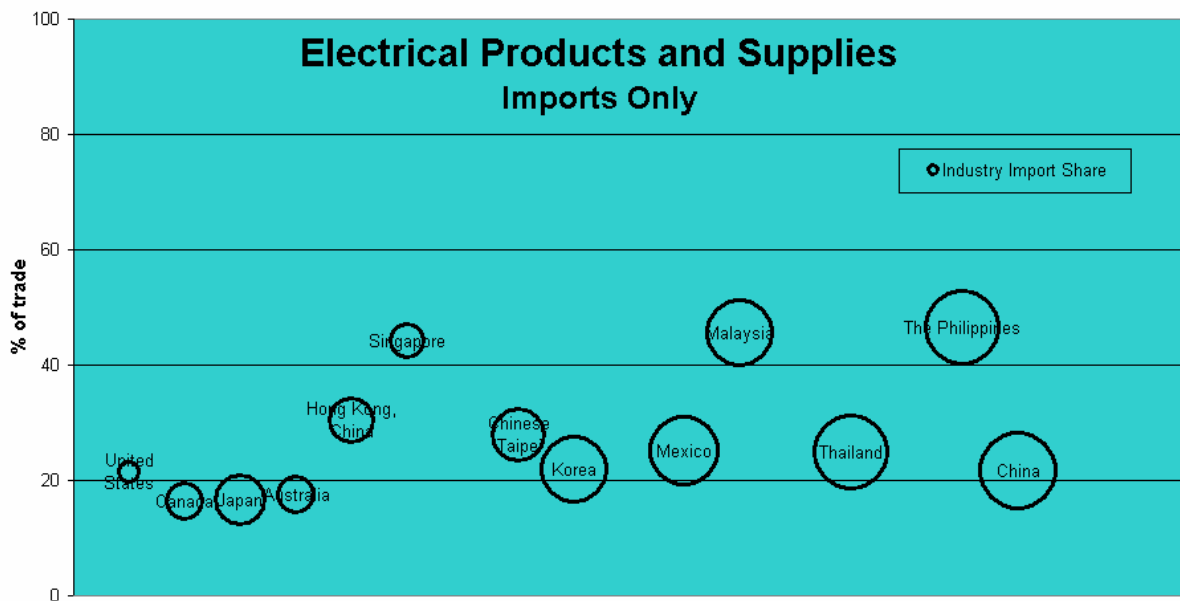 100
Electrical Products and Supplies
Imports Only
80
Industry Import Share
60
% of trade
The Philippines
Malaysia
Singapore
40
Hong Kong,
China
Chinese
Taipei
Mexico
Thailand
United
States
Korea
China
20
Canada
Japan
Australia
0